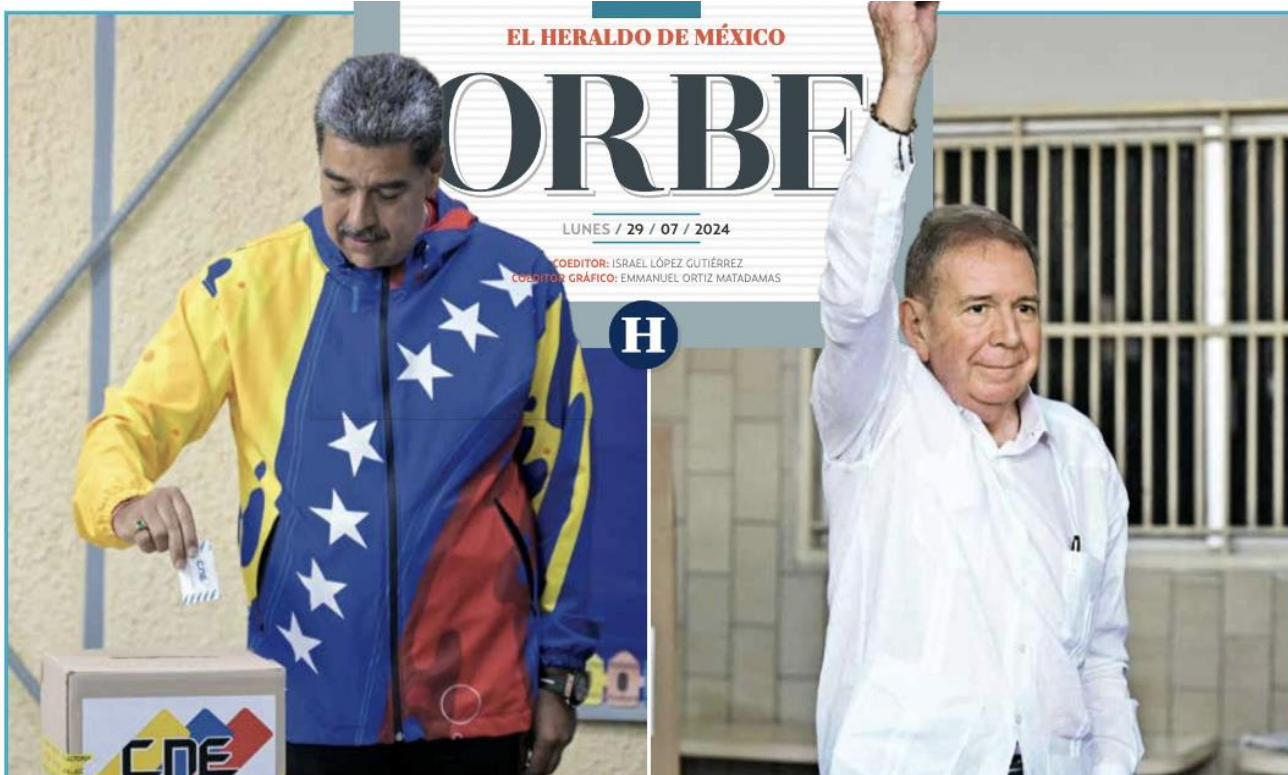 EL HERALDO DE MÉXICO
ORBE
LUNES / 29 / 07 / 2024
COEDITOR: ISRAEL LÓPEZ GUTIÉRREZ
COEDITOR GRÁFICO: EMMANUEL ORTIZ MATADAMAS
H
CNE
CNE